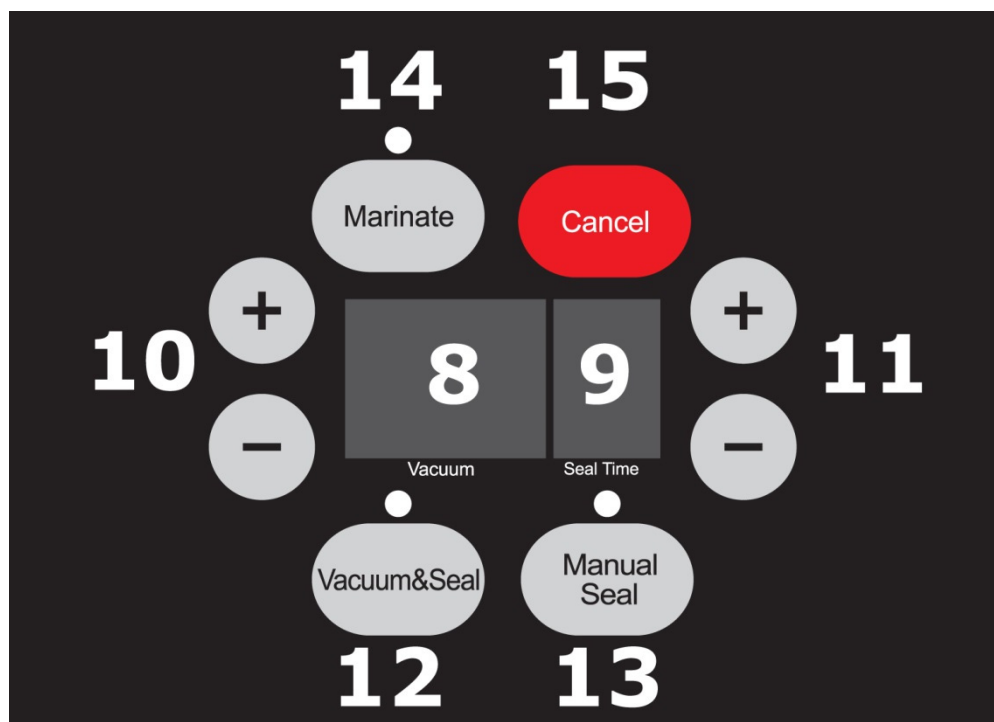 14 15
Marinate Cancel
+ +
10 8 9 11
− −
Vacuum Seal Time
Vacuum&Seal
Manual
Seal
12 13